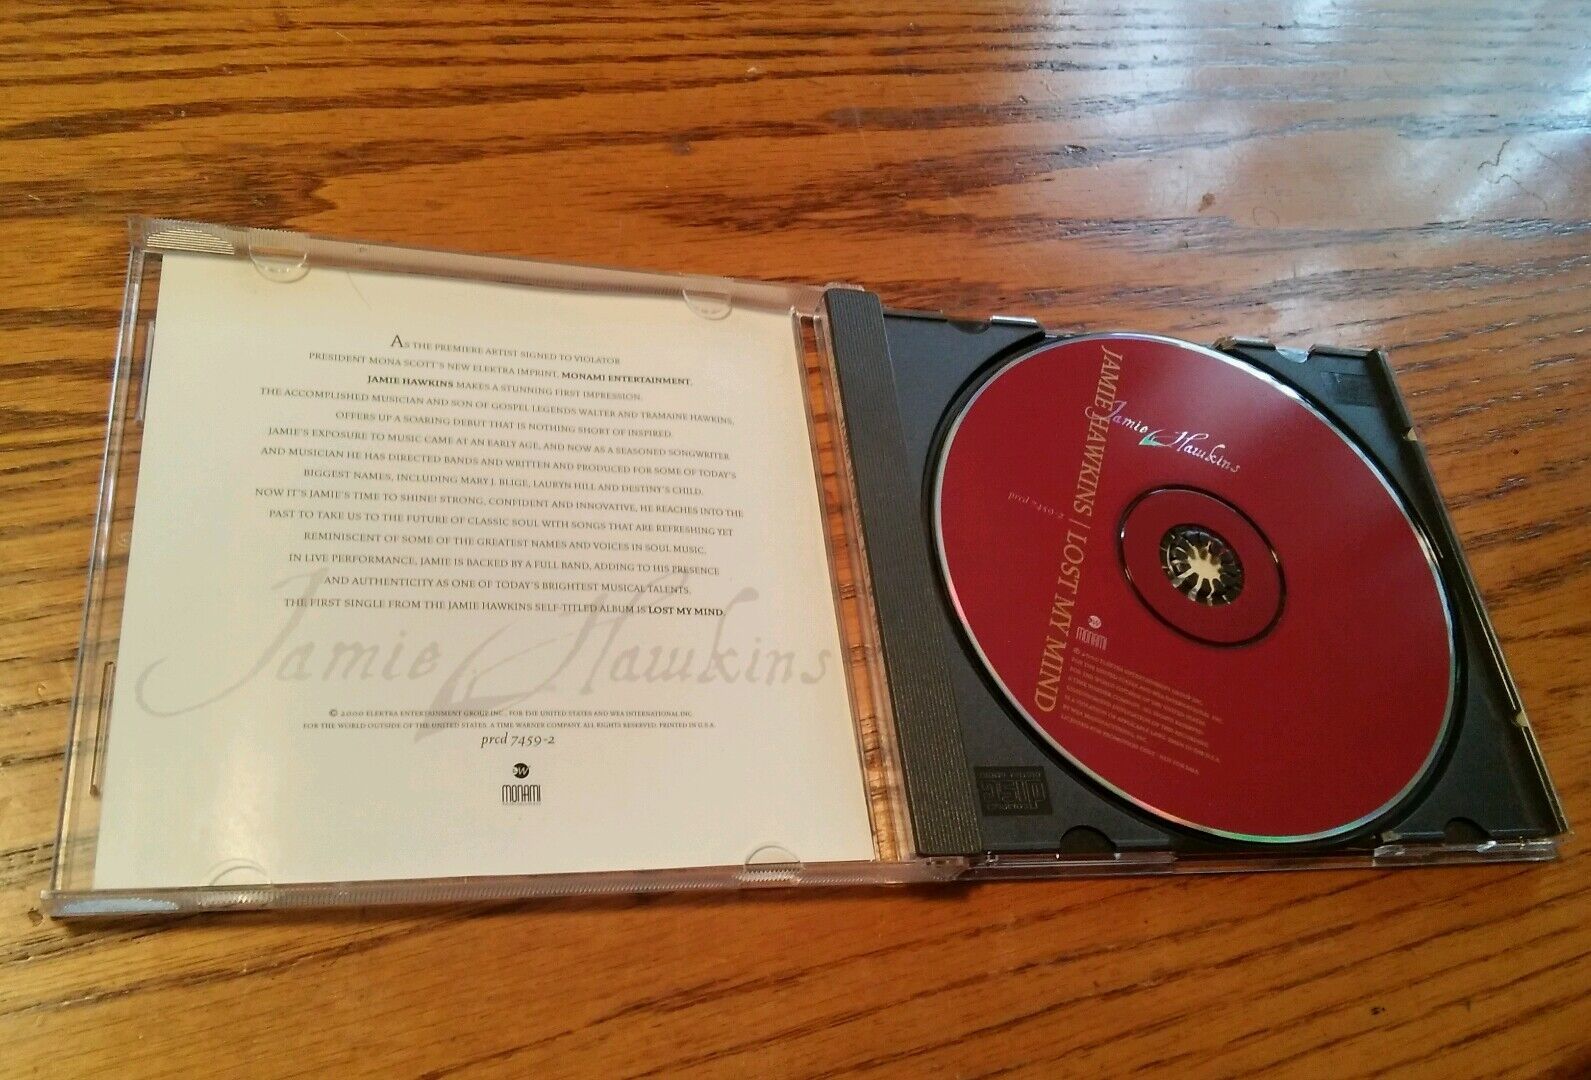 AS THE PREMIERE ARTIST SIGNED TO VIOLATOR
PRESIDENT MONA SCOTT'S NEW ELEKTRA IMPRINT, MONAMI ENTERTAINMENT,
JAMIE HAWKINS MAKES A STUNNING FIRST IMPRESSION.
THE ACCOMPLISHED MUSICIAN AND SON OF GOSPEL LEGENDS WALTER AND TRAMAINE HAWKINS,
OFFERS UP A SOARING DEBUT THAT IS NOTHING SHORT OF INSPIRED.
JAMIE'S EXPOSURE TO MUSIC CAME AT AN EARLY AGE, AND NOW AS A SEASONED SONGWRITER
AND MUSICIAN HE HAS DIRECTED BANDS AND WRITTEN AND PRODUCED FOR SOME OF TODAY'S
BIGGEST NAMES, INCLUDING MARY J. BLIGE, LAURYN HILL AND DESTINY'S CHILD.
NOW IT'S JAMIE'S TIME TO SHINE! STRONG, CONFIDENT AND INNOVATIVE, HE REACHES INTO THE
PAST TO TAKE US TO THE FUTURE OF CLASSIC SOUL WITH SONGS THAT ARE REFRESHING YET
REMINISCENT OF SOME OF THE GREATEST NAMES AND VOICES IN SOUL MUSIC.
IN LIVE PERFORMANCE, JAMIE IS BACKED BY A FULL BAND, ADDING TO HIS PRESENCE
AND AUTHENTICITY AS ONE OF TODAY'S BRIGHTEST MUSICAL TALENTS.
THE FIRST SINGLE FROM THE JAMIE HAWKINS SELF-TITLED ALBUM IS LOST MY MIND
Jamie Hawkins
© 2000 ELEKTRA ENTERTAINMENT GROUP INC., FOR THE UNITED STATES AND WEA INTERNATIONAL INC.
FOR THE WORLD OUTSIDE OF THE UNITED STATES. A TIME WARNER COMPANY. ALL RIGHTS RESERVED. PRINTED IN U.S.A.
prcd 7459-2
MONAMI
JAMIE HAWKINS | LOST MY MIND
Jamie Hawkins
prcd 7459-2
MONAMI